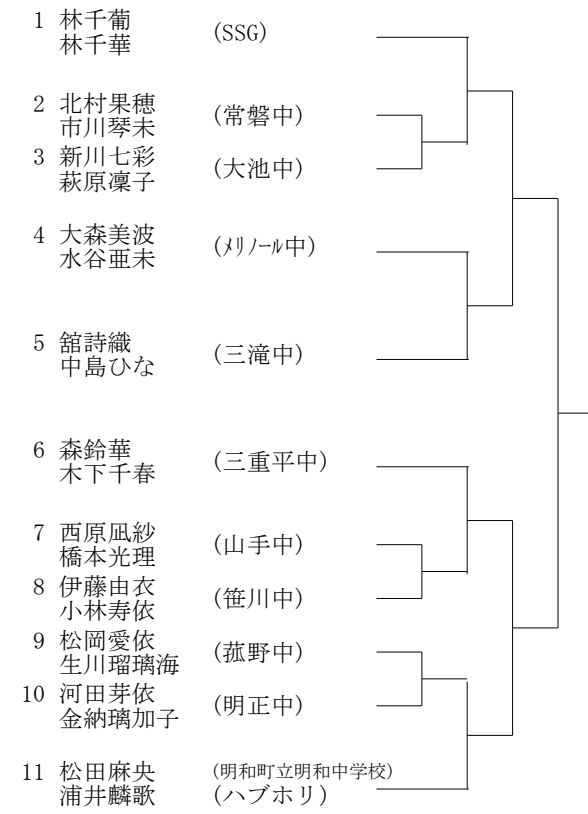 1 林千葡 (SSG)
林千華
2 北村果穂 (常磐中)
市川琴未
3 新川七彩 (大池中)
萩原凜子
4 大森美波 (ﾒﾘﾉｰﾙ中)
水谷亜未
5 舘詩織 (三滝中)
中島ひな
6 森鈴華 (三重平中)
木下千春
7 西原凪紗 (山手中)
橋本光理
8 伊藤由衣 (笹川中)
小林寿依
9 松岡愛依 (菰野中)
生川瑠璃海
10 河田芽依 (明正中)
金納璃加子
11 松田麻央 (明和町立明和中学校)
浦井麟歌 (ハブホリ)